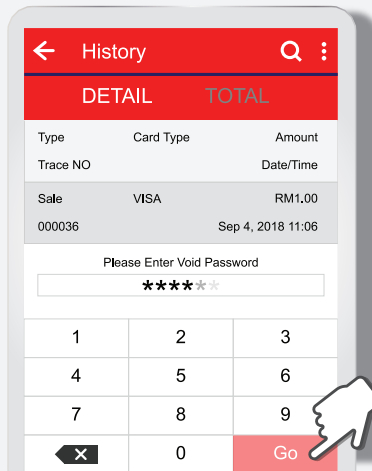 History
DETAIL TOTAL
Type Card Type Amount
Trace NO Date/Time
Sale VISA RM1.00
000036 Sep 4, 2018 11:06
Please Enter Void Password
******
1 2 3
4 5 6
7 8 9
0 Go